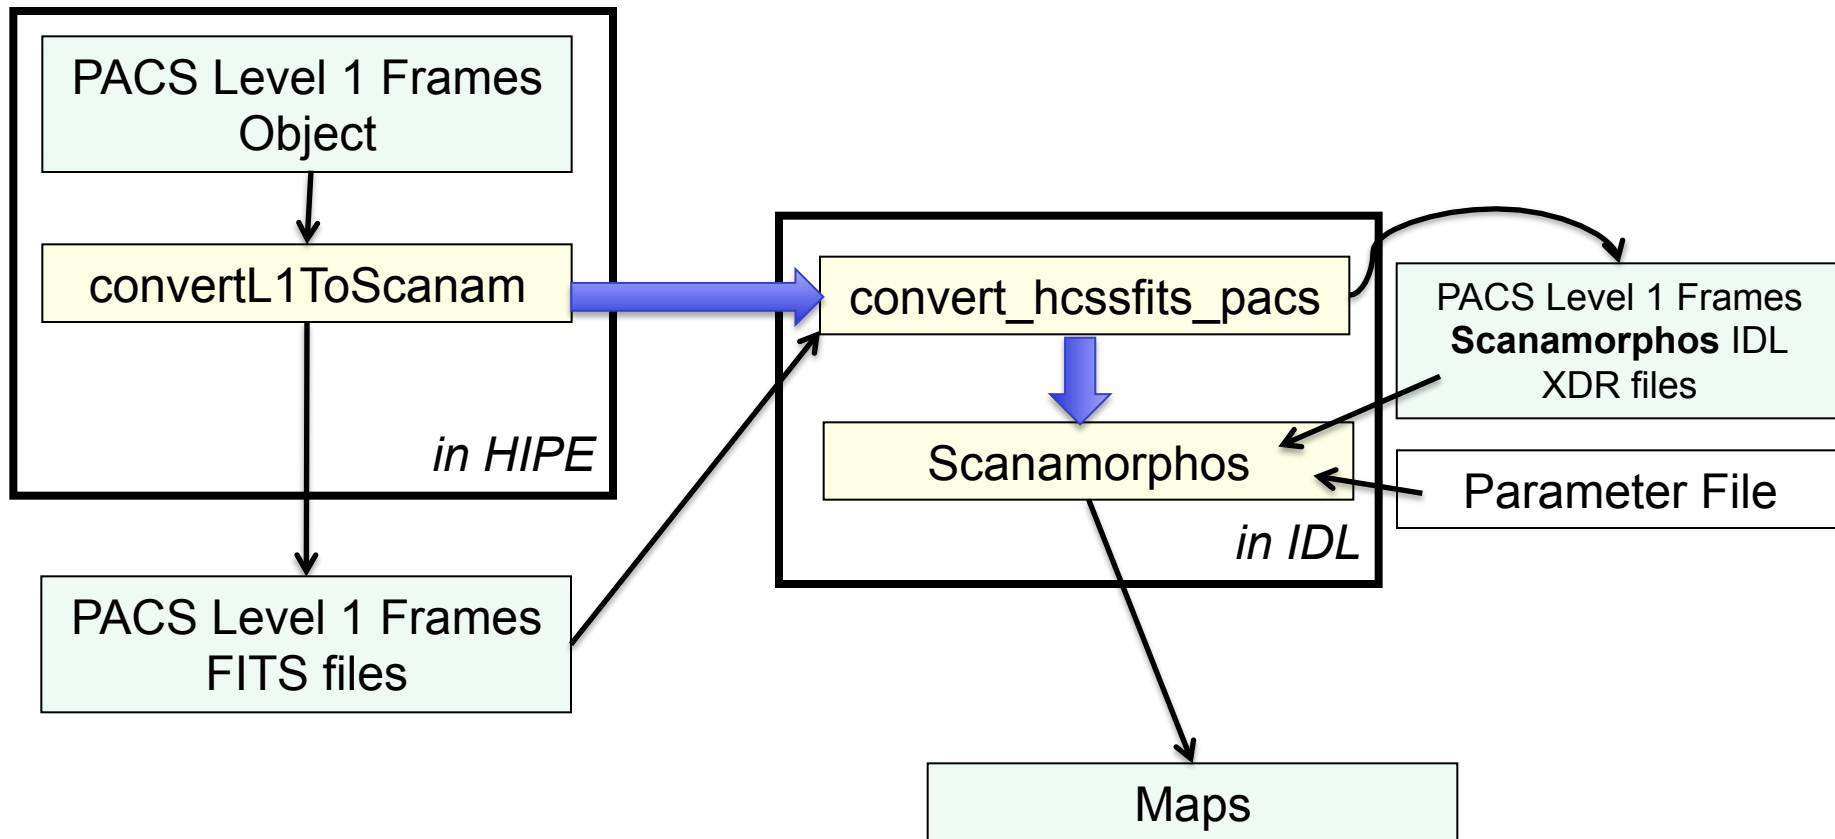 PACS Level 1 Frames
Object
convertL1ToScanam
in HIPE
PACS Level 1 Frames
FITS files
convert_hcssfits_pacs
Scanamorphos
in IDL
PACS Level 1 Frames
Scanamorphos IDL
XDR files
Parameter File
Maps